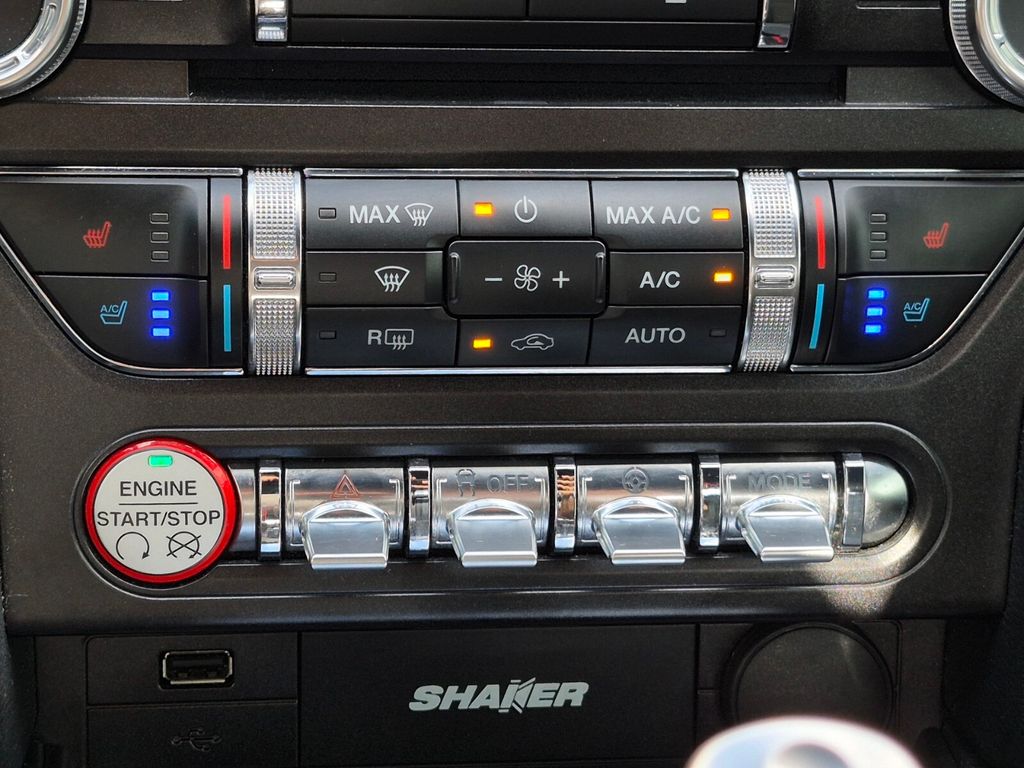 MAX
MAX A/C
- +
A/C
A/C
A/C
R
AUTO
ENGINE
START/STOP
OFF
MODE
SHAKER